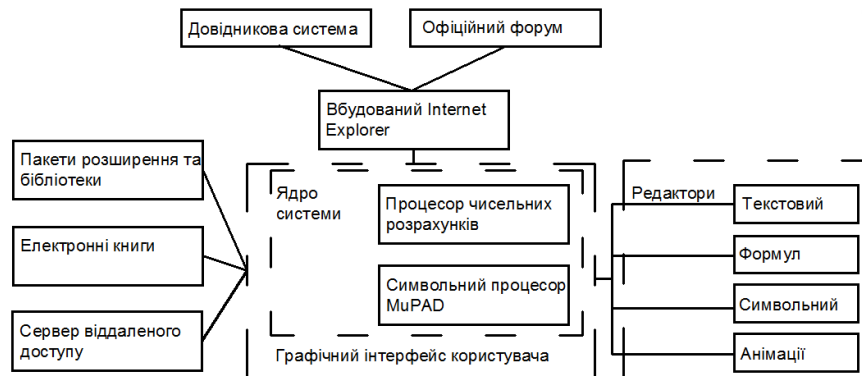 Довідникова система
Офіційний форум
Вбудований Internet
Explorer
Пакети розширення та
бібліотеки
Електронні книги
Сервер віддаленого
доступу
Ядро
системи
Процесор чисельних
розрахунків
Символьний процесор
MuPAD
Графічний інтерфейс користувача
Редактори
Текстовий
Формул
Символьний
Анімації